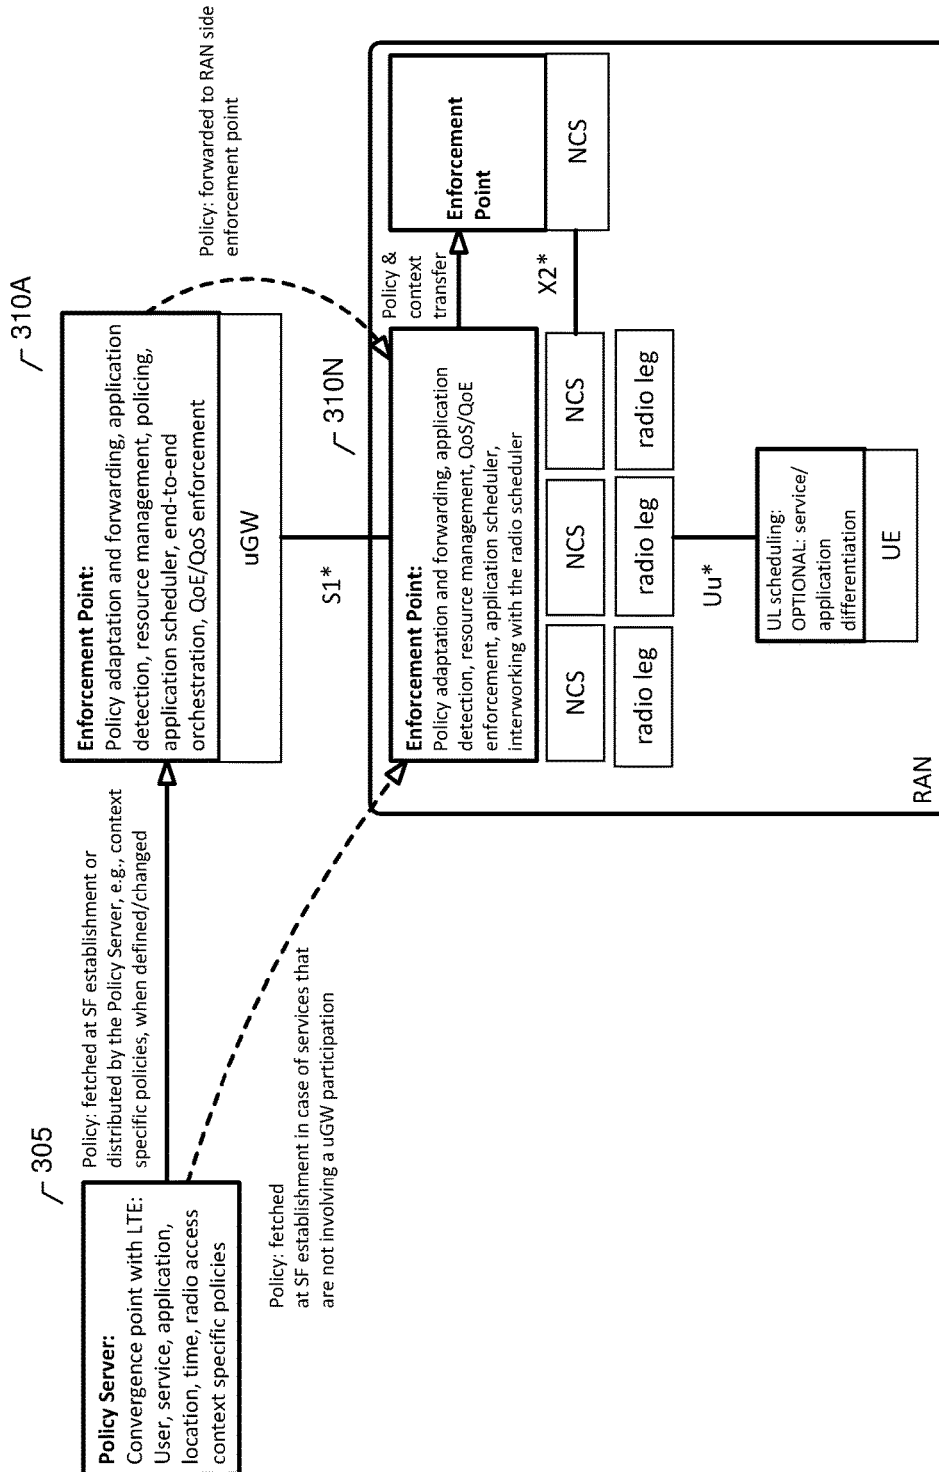 305
Policy Server:
Convergence point with LTE:
User, service, application,
location, time, radio access
context specific policies
Policy: fetched at SF establishment or
distributed by the Policy Server, e.g., context
specific policies, when defined/changed
Policy: fetched
at SF establishment in case of services that
are not involving a uGW participation
310A
Enforcement Point:
Policy adaptation and forwarding, application
detection, resource management, policing,
application scheduler, end-to-end
orchestration, QoE/QoS enforcement
uGW
Policy: forwarded to RAN side
enforcement point
S1*
310N
Enforcement Point:
Policy adaptation and forwarding, application
detection, resource management, QoS/QoE
enforcement, application scheduler,
interworking with the radio scheduler
Policy &
context
transfer
Enforcement
Point
NCS
X2*
NCS
NCS
NCS
radio leg
radio leg
radio leg
Uu*
UL scheduling:
OPTIONAL: service/
application
differentiation
UE
RAN